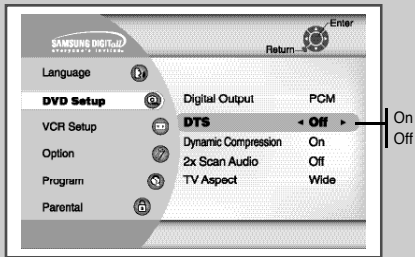 Enter
SAMSUNG DIGITall
everyone's invited.
Return
Language
DVD Setup
VCR Setup
Option
Program
Parental
Digital Output PCM
DTS ◄ Off ►
Dynamic Compression On
2x Scan Audio Off
TV Aspect Wide
On
Off